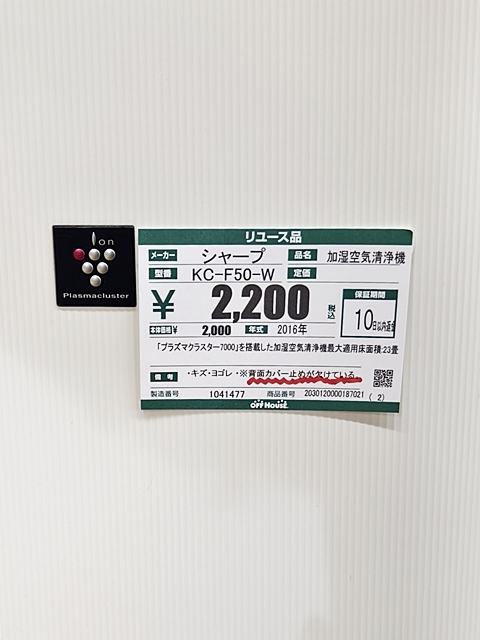 Ion
Plasmacluster
リユース品
メーカー シャープ 品名 加湿空気清浄機
型番 KC-F50-W 定価
¥ 2,200 税込 保証期間
10日以内返金
本体価格¥ 2,000 年式 2016年
「プラズマクラスター7000」を搭載した加湿空気清浄機最大適用床面積:23畳
備考 ・キズ・ヨゴレ・※背面カバー止めが欠けている
製造番号 1041477 商品番号 2030120000187021 (2)
OFF HOUSE